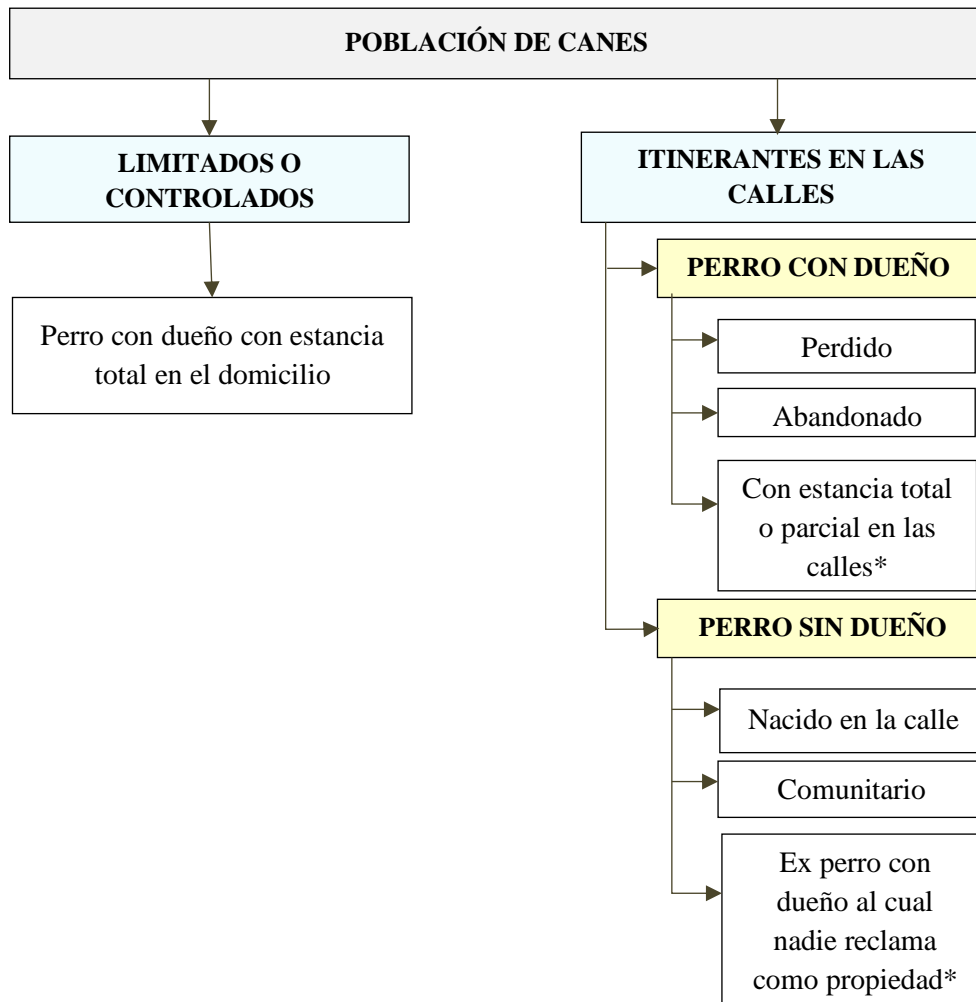 POBLACIÓN DE CANES
LIMITADOS O
CONTROLADOS
Perro con dueño con estancia
total en el domicilio
ITINERANTES EN LAS
CALLES
PERRO CON DUEÑO
Perdido
Abandonado
Con estancia total
o parcial en las
calles*
PERRO SIN DUEÑO
Nacido en la calle
Comunitario
Ex perro con
dueño al cual
nadie reclama
como propiedad*